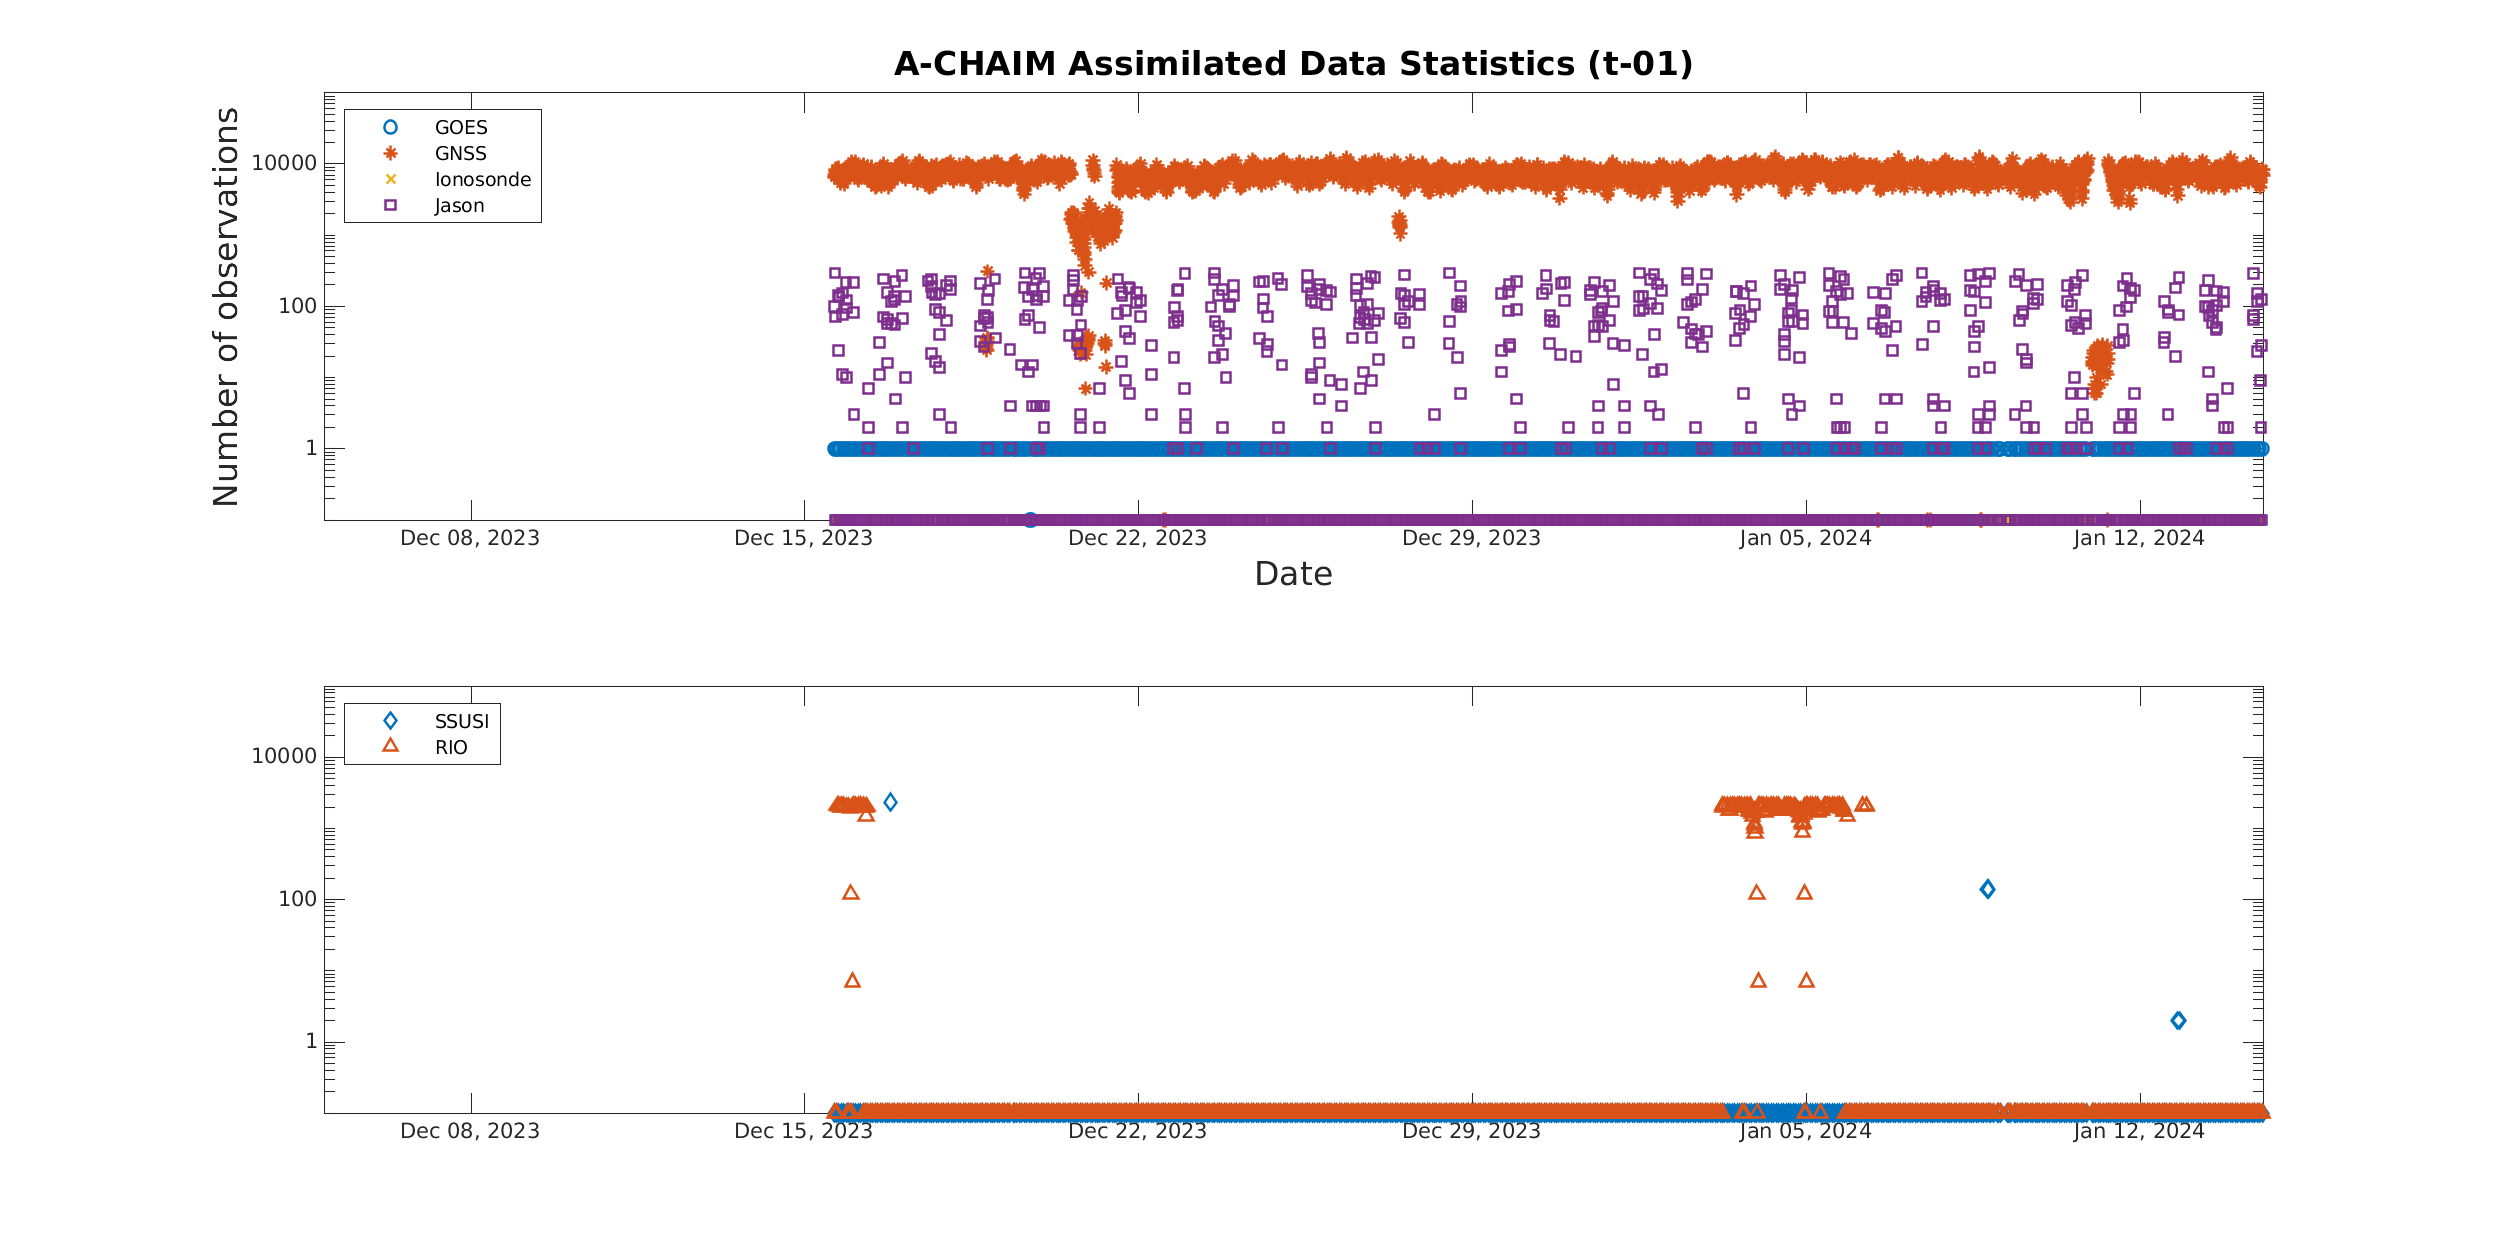 A-CHAIM Assimilated Data Statistics (t-01)
Number of observations
10000
100
1
GOES
GNSS
Ionosonde
Jason
Dec 08, 2023
Dec 15, 2023
Dec 22, 2023
Dec 29, 2023
Jan 05, 2024
Jan 12, 2024
Date
10000
100
1
SSUSI
RIO
Dec 08, 2023
Dec 15, 2023
Dec 22, 2023
Dec 29, 2023
Jan 05, 2024
Jan 12, 2024